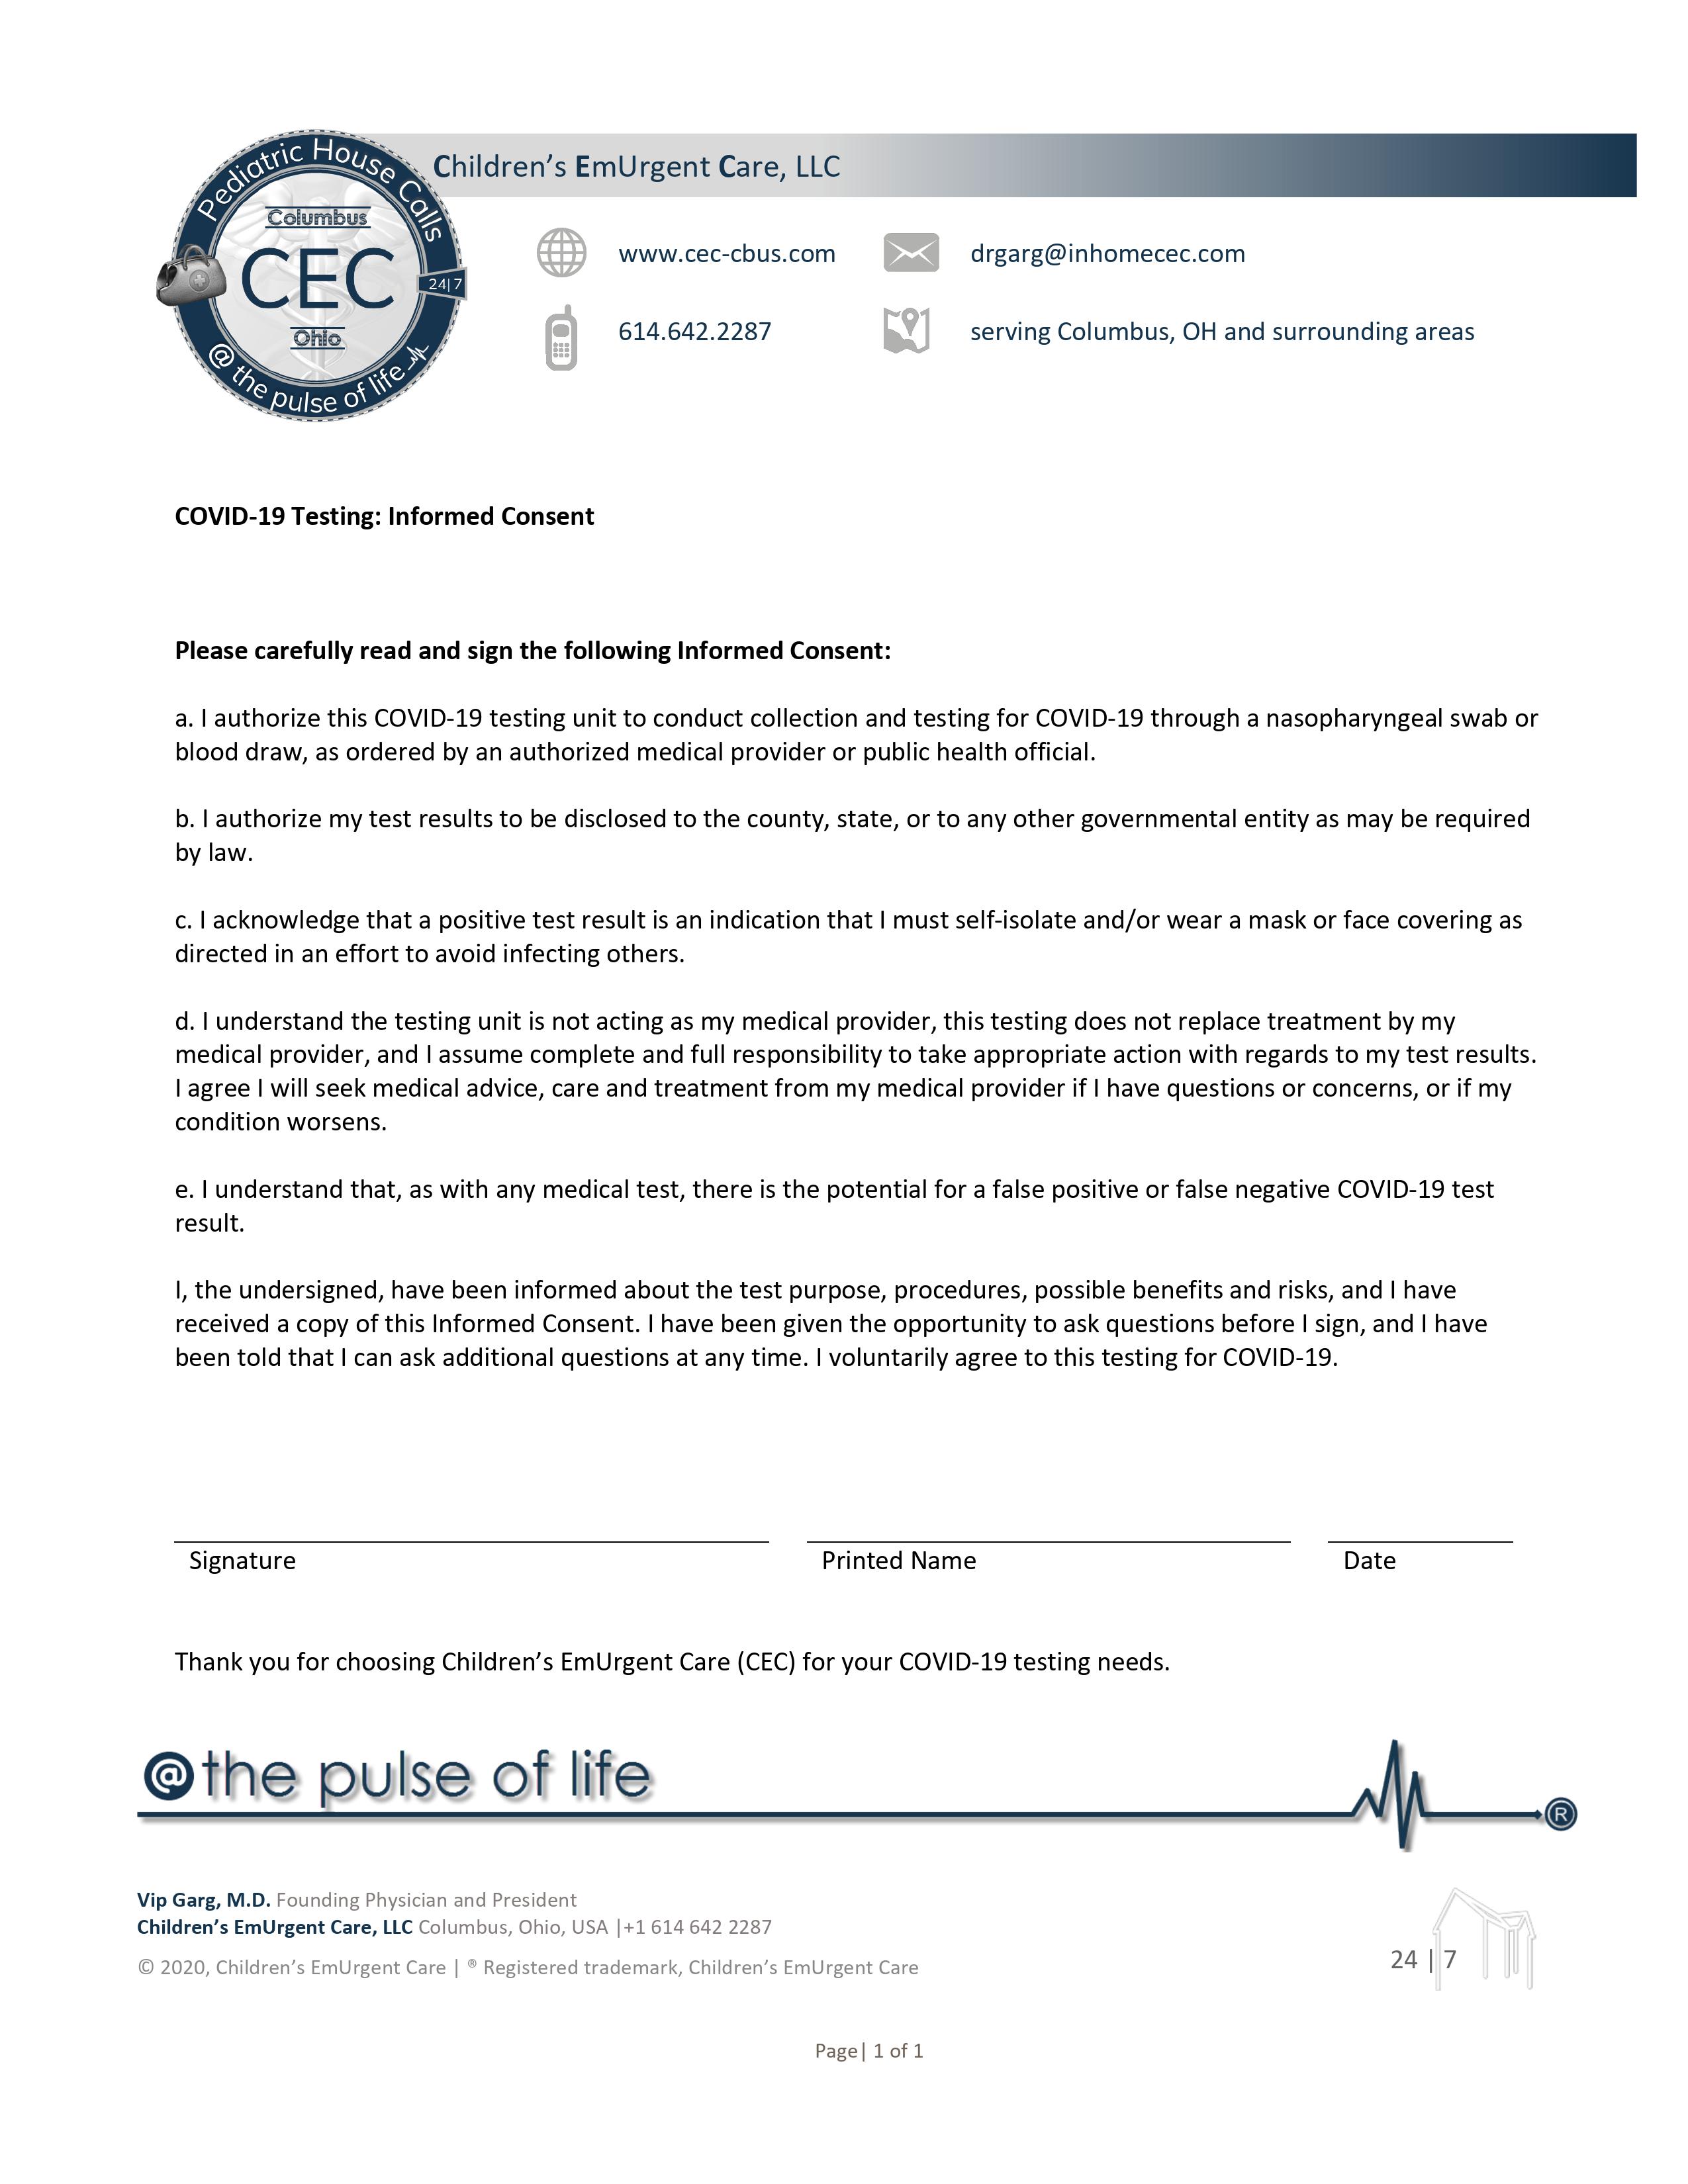 Pediatric House Calls
Columbus
CEC
24|7
Ohio
@ the pulse of life
Children’s EmUrgent Care, LLC
www.cec-cbus.com
drgarg@inhomecec.com
614.642.2287
serving Columbus, OH and surrounding areas
COVID-19 Testing: Informed Consent
Please carefully read and sign the following Informed Consent:
a. I authorize this COVID-19 testing unit to conduct collection and testing for COVID-19 through a nasopharyngeal swab or
blood draw, as ordered by an authorized medical provider or public health official.
b. I authorize my test results to be disclosed to the county, state, or to any other governmental entity as may be required
by law.
c. I acknowledge that a positive test result is an indication that I must self-isolate and/or wear a mask or face covering as
directed in an effort to avoid infecting others.
d. I understand the testing unit is not acting as my medical provider, this testing does not replace treatment by my
medical provider, and I assume complete and full responsibility to take appropriate action with regards to my test results.
I agree I will seek medical advice, care and treatment from my medical provider if I have questions or concerns, or if my
condition worsens.
e. I understand that, as with any medical test, there is the potential for a false positive or false negative COVID-19 test
result.
I, the undersigned, have been informed about the test purpose, procedures, possible benefits and risks, and I have
received a copy of this Informed Consent. I have been given the opportunity to ask questions before I sign, and I have
been told that I can ask additional questions at any time. I voluntarily agree to this testing for COVID-19.
Signature Printed Name Date
Thank you for choosing Children’s EmUrgent Care (CEC) for your COVID-19 testing needs.
@the pulse of life
®
Vip Garg, M.D. Founding Physician and President
Children’s EmUrgent Care, LLC Columbus, Ohio, USA |+1 614 642 2287
© 2020, Children’s EmUrgent Care | ® Registered trademark, Children’s EmUrgent Care
24 | 7
Page| 1 of 1